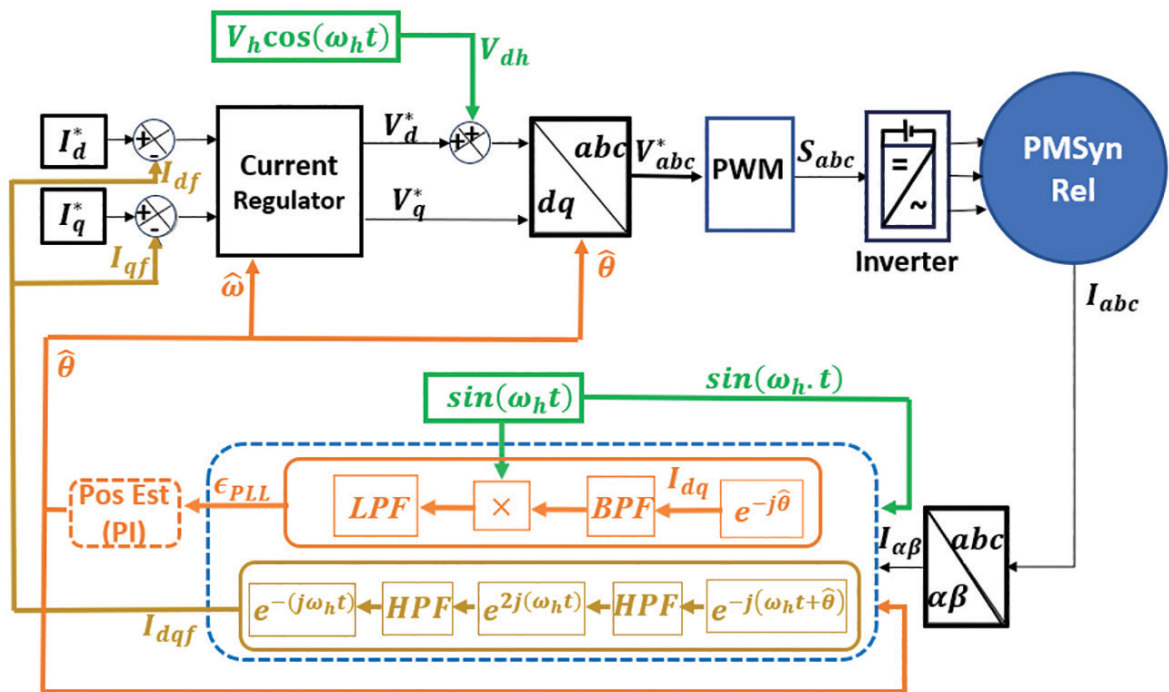 V_h cos(ω_h t)
V_dh
I_d^*
+
-
I_df
Current
Regulator
V_d^*
+
+
abc
dq
V_abc^*
PWM
S_abc
=
~
Inverter
PMSyn
Rel
I_q^*
+
-
I_qf
V_q^*
ω̂
θ̂
I_abc
θ̂
sin(ω_h t)
sin(ω_h. t)
Pos Est
(PI)
ϵ_PLL
LPF
×
BPF
I_dq
e^{-jθ̂}
I_αβ
abc
αβ
I_dqf
e^{-(jω_h t)}
HPF
e^{2j(ω_h t)}
HPF
e^{-j(ω_h t+θ̂)}